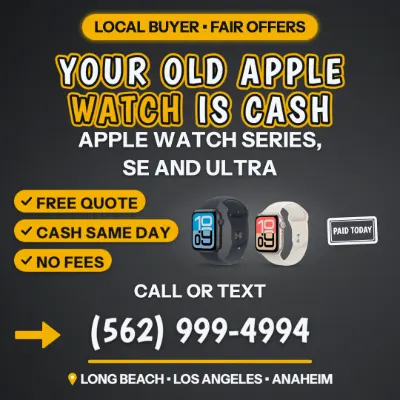 LOCAL BUYER • FAIR OFFERS
YOUR OLD APPLE
WATCH IS CASH
APPLE WATCH SERIES,
SE AND ULTRA
✓ FREE QUOTE
✓ CASH SAME DAY
✓ NO FEES
PAID TODAY
CALL OR TEXT
(562) 999-4994
LONG BEACH • LOS ANGELES • ANAHEIM